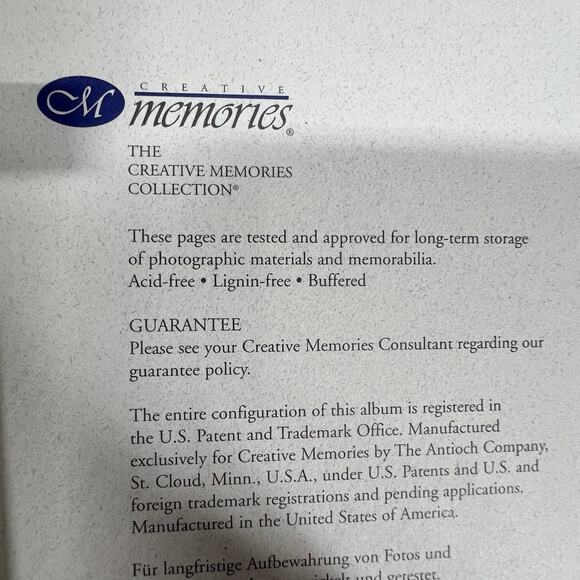 CM
CREATIVE
memories®
THE
CREATIVE MEMORIES
COLLECTION®
These pages are tested and approved for long-term storage
of photographic materials and memorabilia.
Acid-free • Lignin-free • Buffered
GUARANTEE
Please see your Creative Memories Consultant regarding our
guarantee policy.
The entire configuration of this album is registered in
the U.S. Patent and Trademark Office. Manufactured
exclusively for Creative Memories by The Antioch Company,
St. Cloud, Minn., U.S.A., under U.S. Patents and U.S. and
foreign trademark registrations and pending applications.
Manufactured in the United States of America.
Für langfristige Aufbewahrung von Fotos und
und getestet.